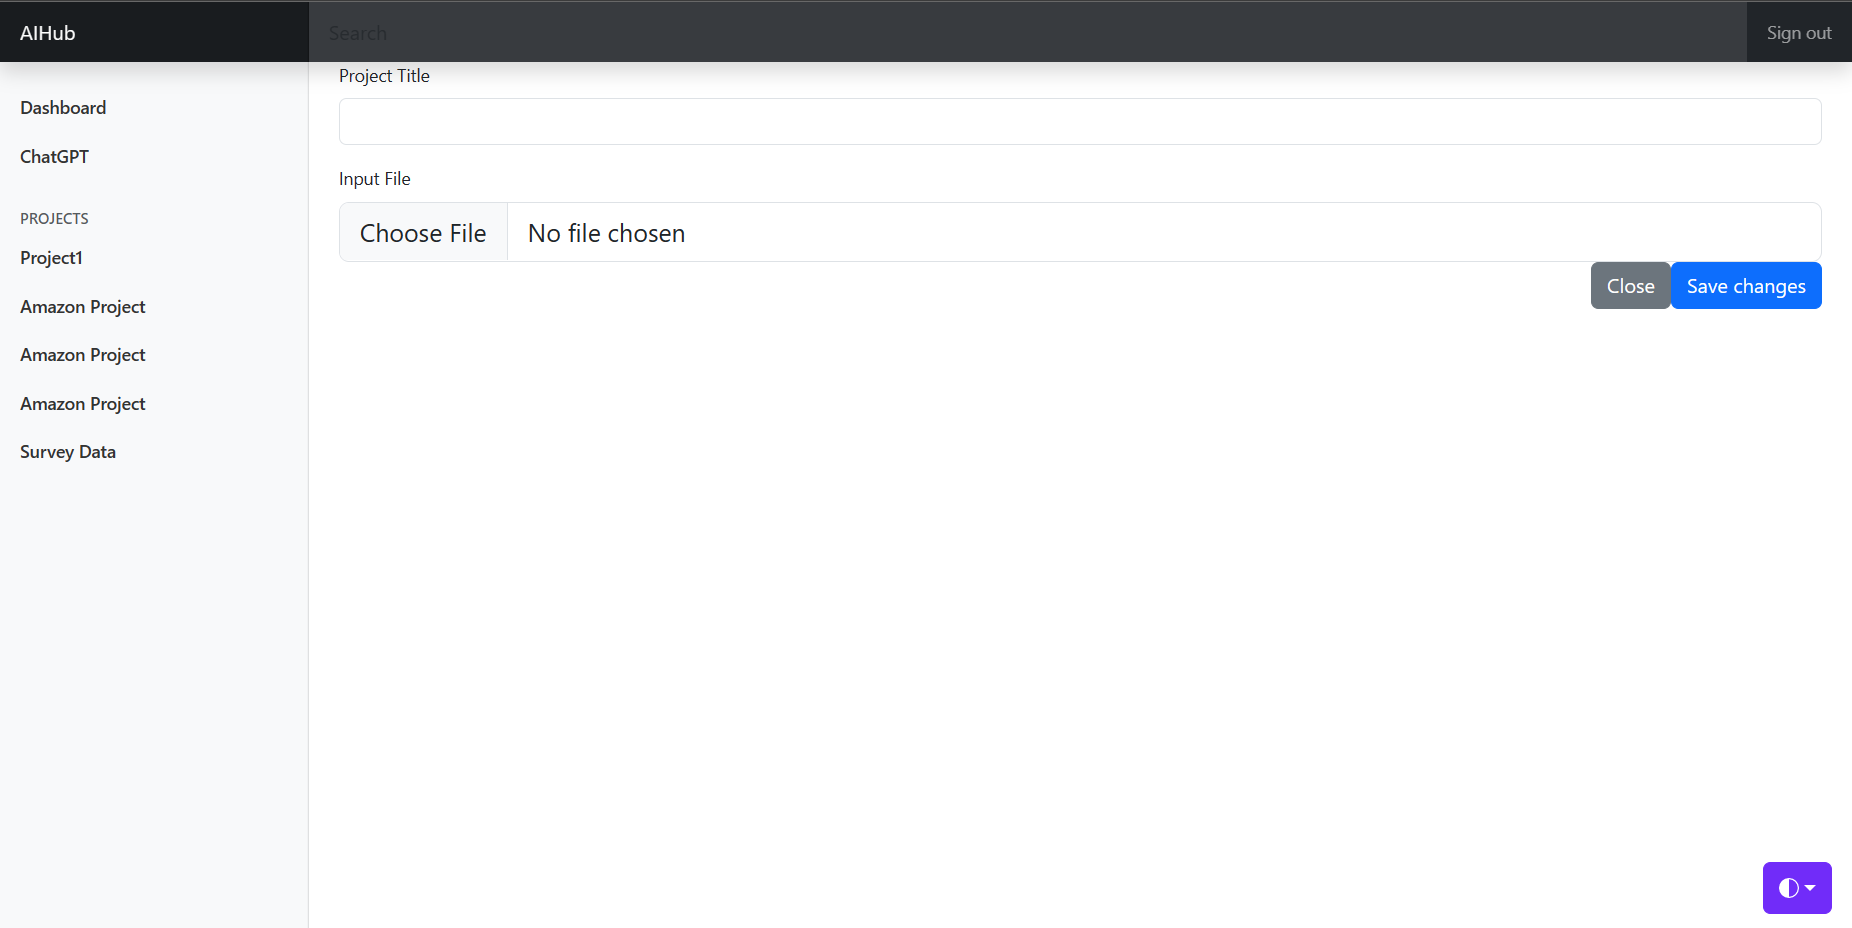 AIHub
Search
Sign out
Dashboard
ChatGPT
PROJECTS
Project1
Amazon Project
Amazon Project
Amazon Project
Survey Data
Project Title
Input File
Choose File
No file chosen
Close
Save changes